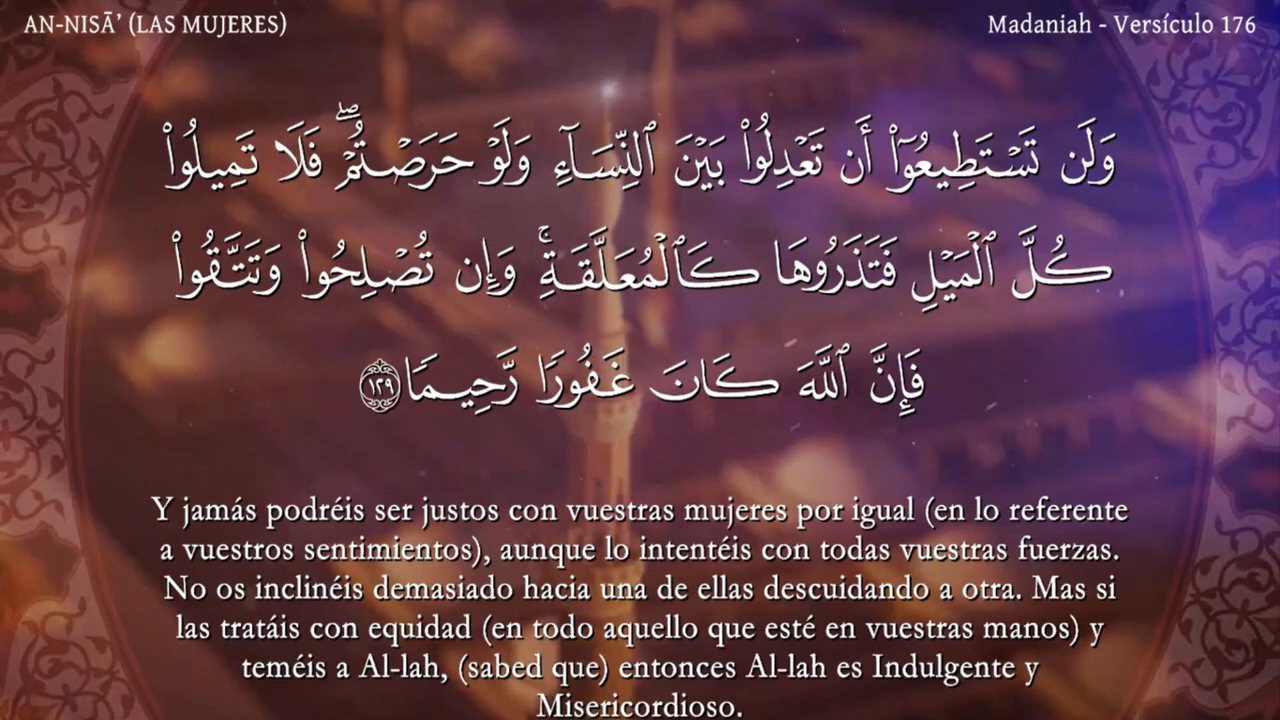 AN-NISĀ’ (LAS MUJERES)
Madaniah - Versículo 176
وَلَن تَسْتَطِيعُوٓا۟ أَن تَعْدِلُوا۟ بَيْنَ ٱلنِّسَآءِ وَلَوْ حَرَصْتُمْ ۖ فَلَا تَمِيلُوا۟
كُلَّ ٱلْمَيْلِ فَتَذَرُوهَا كَٱلْمُعَلَّقَةِ ۚ وَإِن تُصْلِحُوا۟ وَتَتَّقُوا۟
فَإِنَّ ٱللَّهَ كَانَ غَفُورًا رَّحِيمًا ١٢٩
Y jamás podréis ser justos con vuestras mujeres por igual (en lo referente
a vuestros sentimientos), aunque lo intentéis con todas vuestras fuerzas.
No os inclinéis demasiado hacia una de ellas descuidando a otra. Mas si
las tratáis con equidad (en todo aquello que esté en vuestras manos) y
teméis a Al-lah, (sabed que) entonces Al-lah es Indulgente y
Misericordioso.